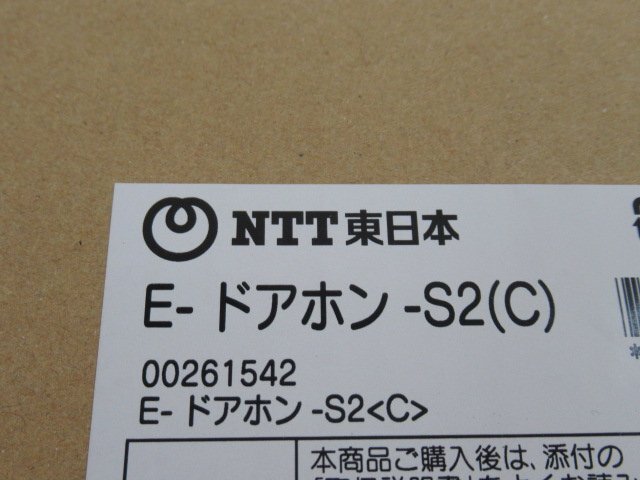 NTT東日本
E-ドアホン-S2(C)
00261542
E-ドアホン-S2<C>
本商品ご購入後は、添付の